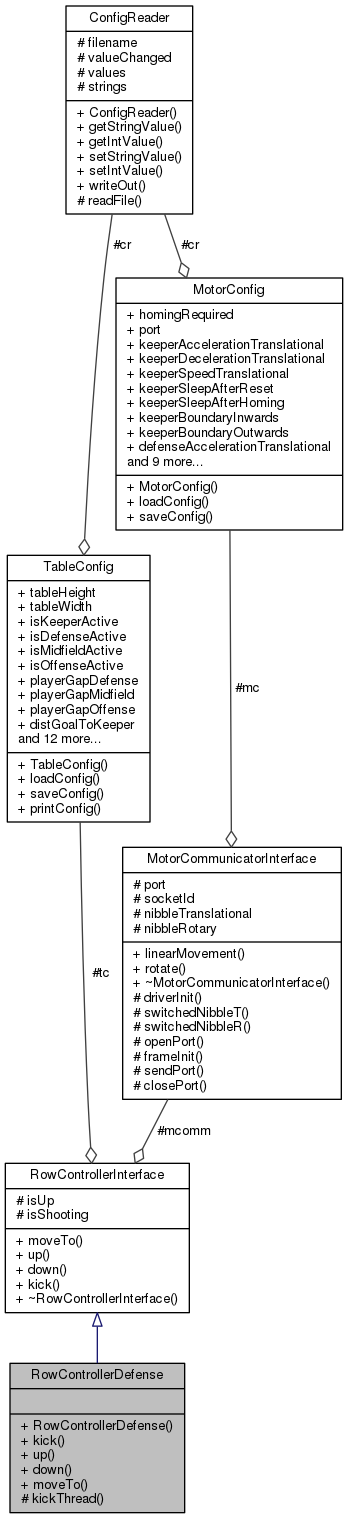 ConfigReader
# filename
# valueChanged
# values
# strings
+ ConfigReader()
+ getStringValue()
+ getIntValue()
+ setStringValue()
+ setIntValue()
+ writeOut()
# readFile()
#cr
#cr
MotorConfig
+ homingRequired
+ port
+ keeperAccelerationTranslational
+ keeperDecelerationTranslational
+ keeperSpeedTranslational
+ keeperSleepAfterReset
+ keeperSleepAfterHoming
+ keeperBoundaryInwards
+ keeperBoundaryOutwards
+ defenseAccelerationTranslational
and 9 more...
+ MotorConfig()
+ loadConfig()
+ saveConfig()
TableConfig
+ tableHeight
+ tableWidth
+ isKeeperActive
+ isDefenseActive
+ isMidfieldActive
+ isOffenseActive
+ playerGapDefense
+ playerGapMidfield
+ playerGapOffense
+ distGoalToKeeper
and 12 more...
+ TableConfig()
+ loadConfig()
+ saveConfig()
+ printConfig()
#mc
MotorCommunicatorInterface
# port
# socketId
# nibbleTranslational
# nibbleRotary
+ linearMovement()
+ rotate()
+ ~MotorCommunicatorInterface()
# driverInit()
# switchedNibbleT()
# switchedNibbleR()
# openPort()
# frameInit()
# sendPort()
# closePort()
#tc
#mcomm
RowControllerInterface
# isUp
# isShooting
+ moveTo()
+ up()
+ down()
+ kick()
+ ~RowControllerInterface()
RowControllerDefense
+ RowControllerDefense()
+ kick()
+ up()
+ down()
+ moveTo()
# kickThread()